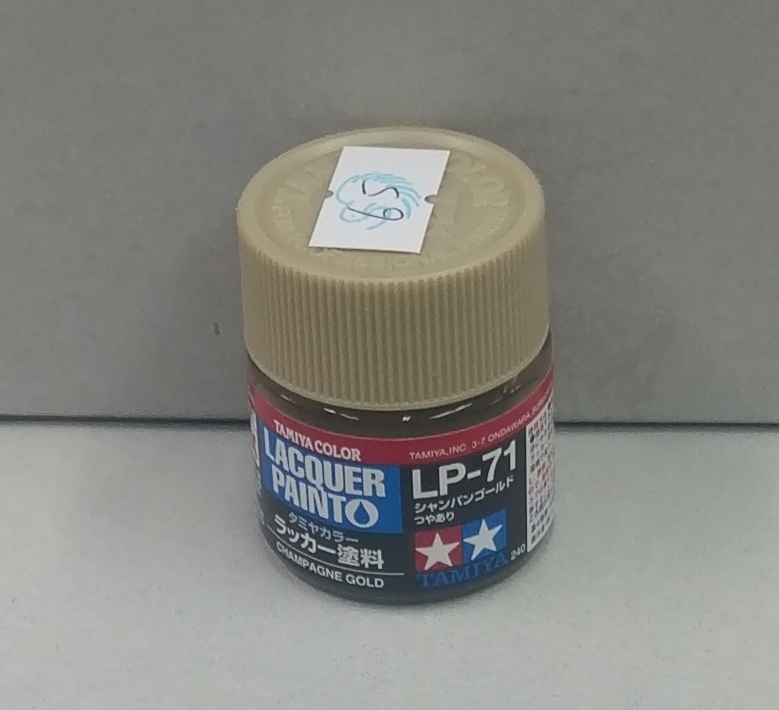 59
TAMIYA COLOR
LACQUER
PAINT
タミヤカラー
ラッカー塗料
CHAMPAGNE GOLD
TAMIYA,INC. 3-7 ONDAWARA,
LP-71
シャンパンゴールド
つやあり
TAMIYA
240